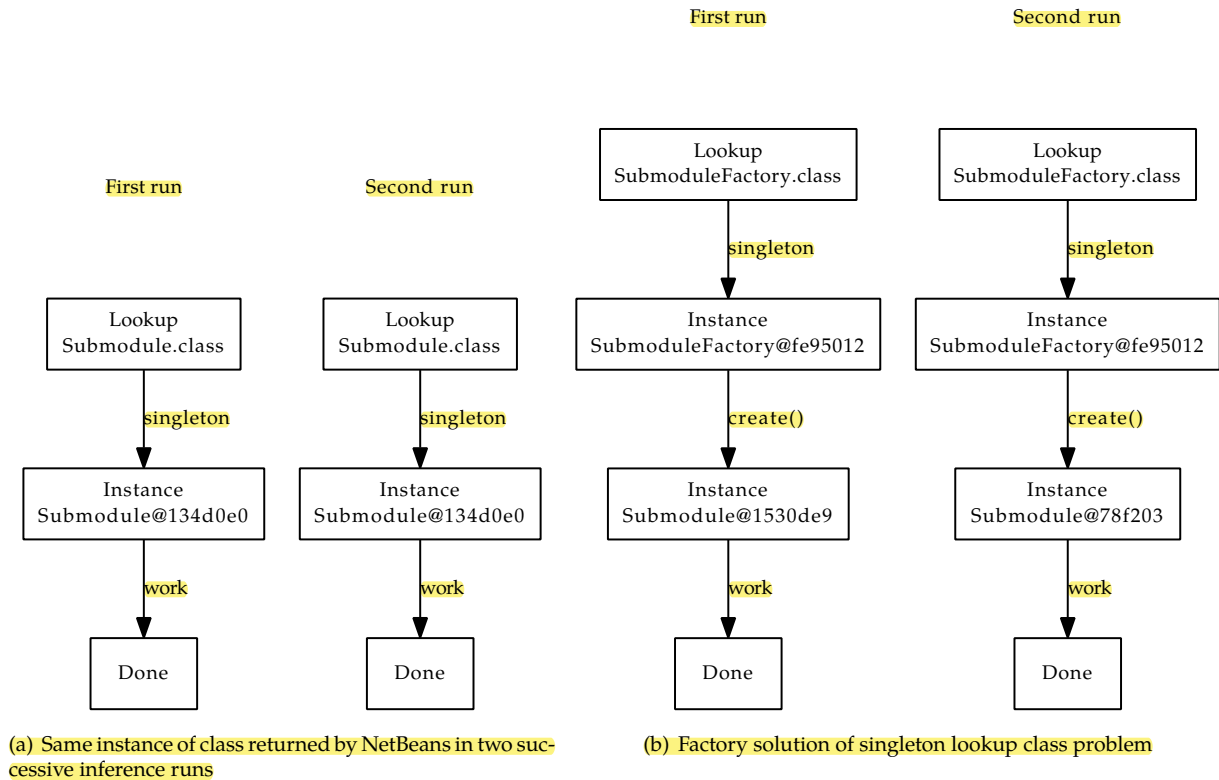 First run
Second run
Lookup
SubmoduleFactory.class
Lookup
SubmoduleFactory.class
First run
Second run
singleton
singleton
Lookup
Submodule.class
Lookup
Submodule.class
Instance
SubmoduleFactory@fe95012
Instance
SubmoduleFactory@fe95012
singleton
singleton
create()
create()
Instance
Submodule@134d0e0
Instance
Submodule@134d0e0
Instance
Submodule@1530de9
Instance
Submodule@78f203
work
work
work
work
Done
Done
Done
Done
(a) Same instance of class returned by NetBeans in two suc-
cessive inference runs
(b) Factory solution of singleton lookup class problem